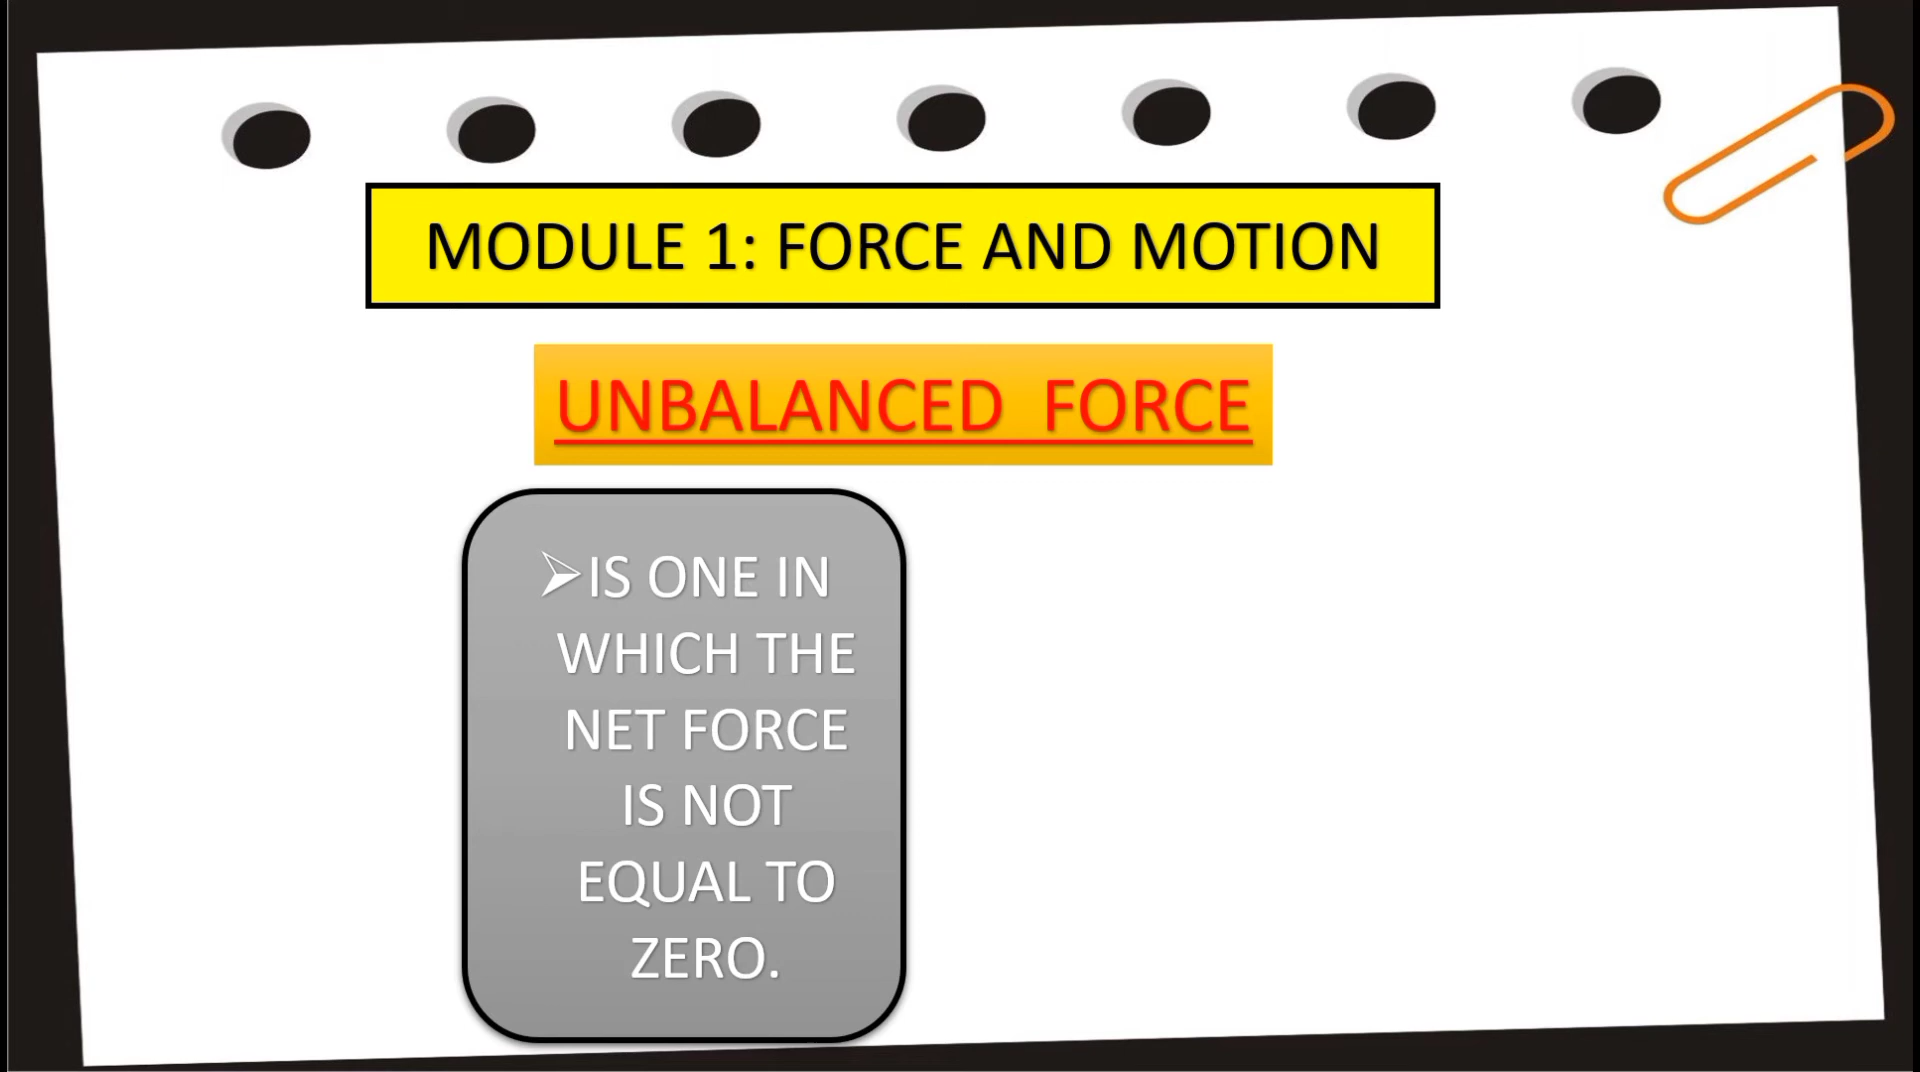 MODULE 1: FORCE AND MOTION
UNBALANCED FORCE
➢IS ONE IN
WHICH THE
NET FORCE
IS NOT
EQUAL TO
ZERO.